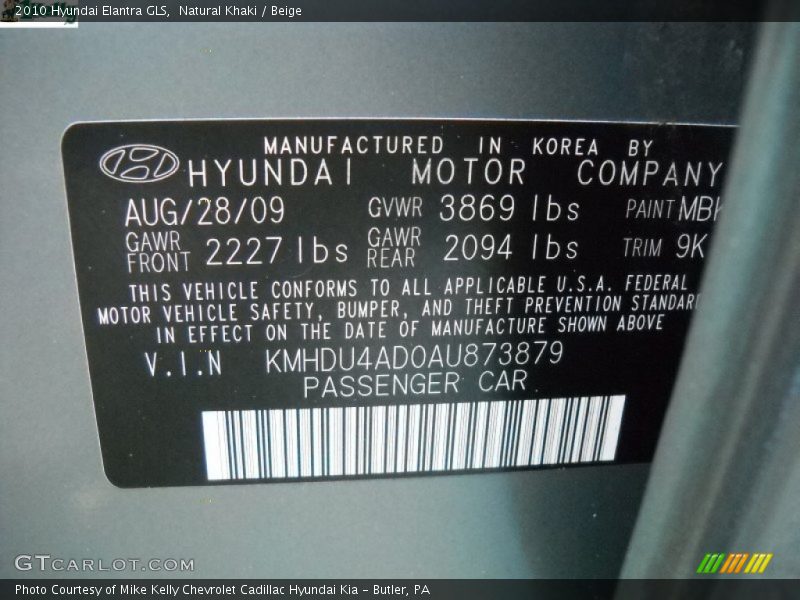 2010 Hyundai Elantra GLS, Natural Khaki / Beige
MANUFACTURED IN KOREA BY
HYUNDAI MOTOR COMPANY
AUG/28/09 GVWR 3869 lbs PAINT
GAWR FRONT 2227 lbs GAWR REAR 2094 lbs TRIM 9K
THIS VEHICLE CONFORMS TO ALL APPLICABLE U.S.A. FEDERAL
MOTOR VEHICLE SAFETY, BUMPER, AND THEFT PREVENTION STANDAR
IN EFFECT ON THE DATE OF MANUFACTURE SHOWN ABOVE
V.I.N KMHDU4AD0AU873879
PASSENGER CAR
GTCARLOT.COM
Photo Courtesy of Mike Kelly Chevrolet Cadillac Hyundai Kia – Butler, PA